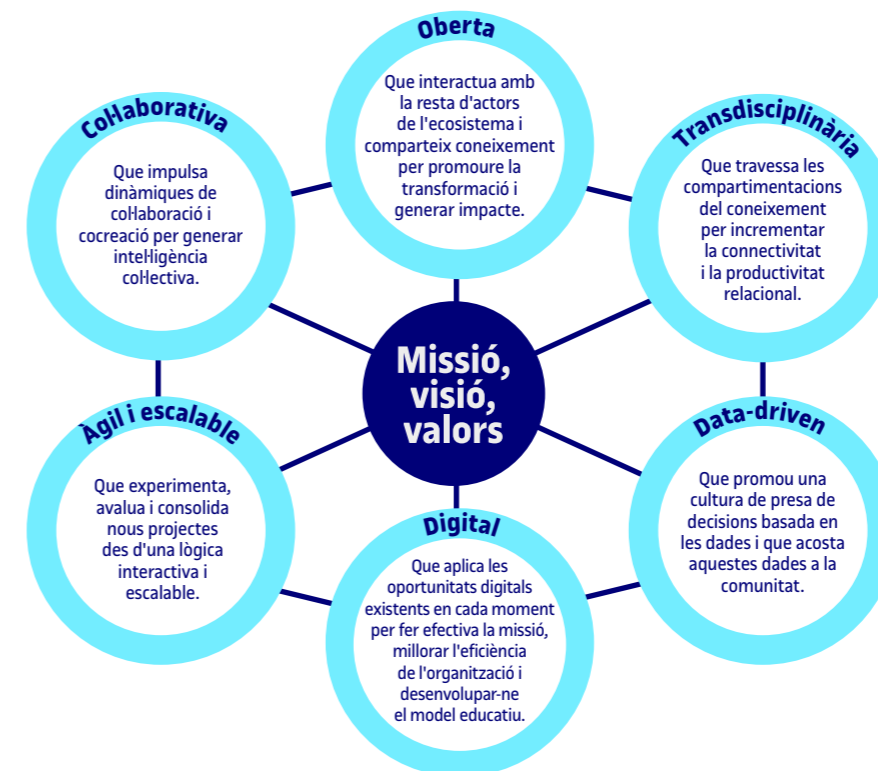 Oberta
Que interactua amb
la resta d'actors
de l'ecosistema i
comparteix coneixement
per promoure la
transformació i
generar impacte.
Col·laborativa
Que impulsa
dinàmiques de
col·laboració i
cocreació per generar
intel·ligència
col·lectiva.
Transdisciplinària
Que travessa les
compartimentacions
del coneixement
per incrementar
la connectivitat
i la productivitat
relacional.
Missió,
visió,
valors
Àgil i escalable
Que experimenta,
avalua i consolida
nous projectes
des d'una lògica
interactiva i
escalable.
Data-driven
Que promou una
cultura de presa de
decisions basada en
les dades i que acosta
aquestes dades a la
comunitat.
Digital
Que aplica les
oportunitats digitals
existents en cada moment
per fer efectiva la missió,
millorar l'eficiència
de l'organització i
desenvolupar-ne
el model educatiu.